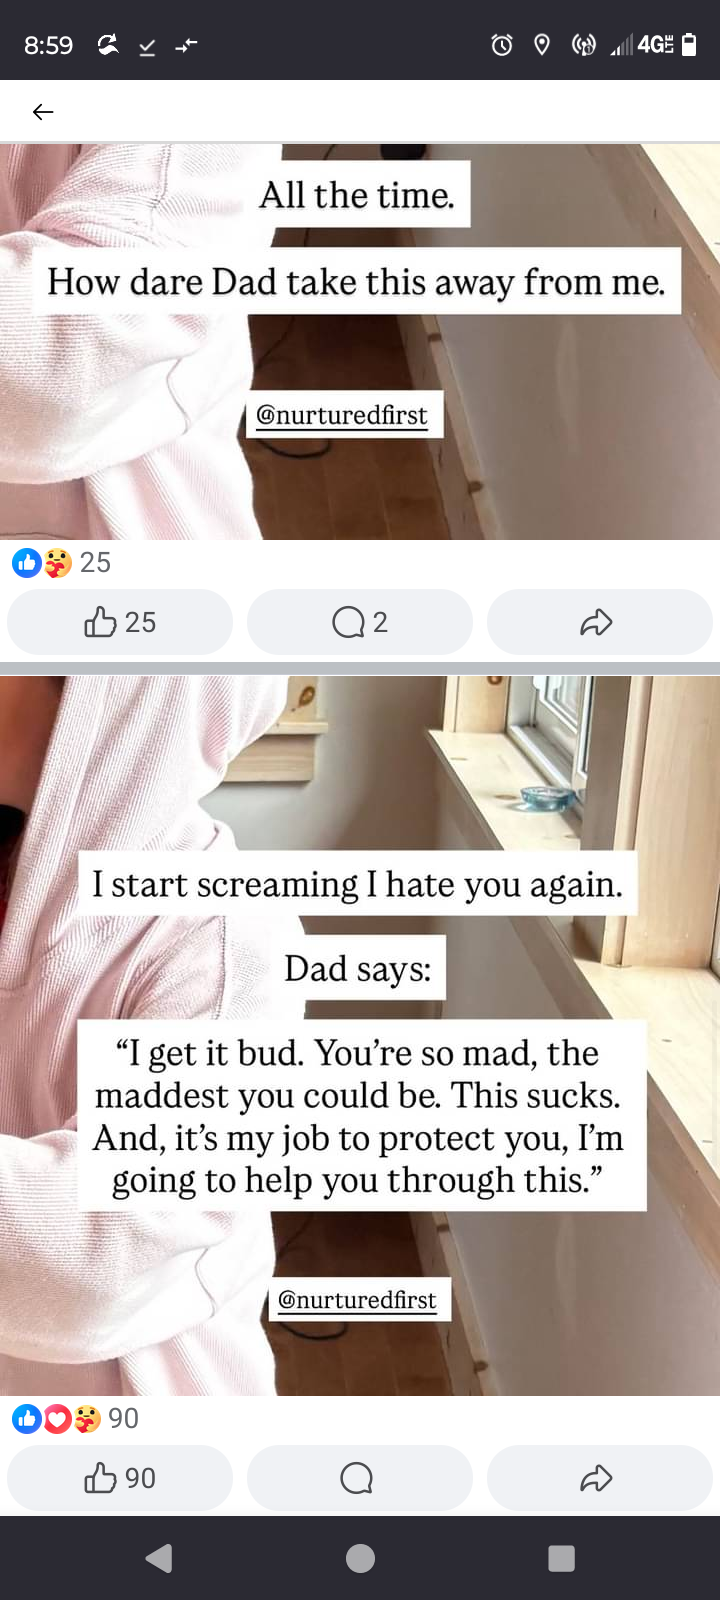 8:59
4G LTE
All the time.
How dare Dad take this away from me.
@nurturedfirst
25
25
2
I start screaming I hate you again.
Dad says:
“I get it bud. You’re so mad, the
maddest you could be. This sucks.
And, it’s my job to protect you, I’m
going to help you through this.”
@nurturedfirst
90
90